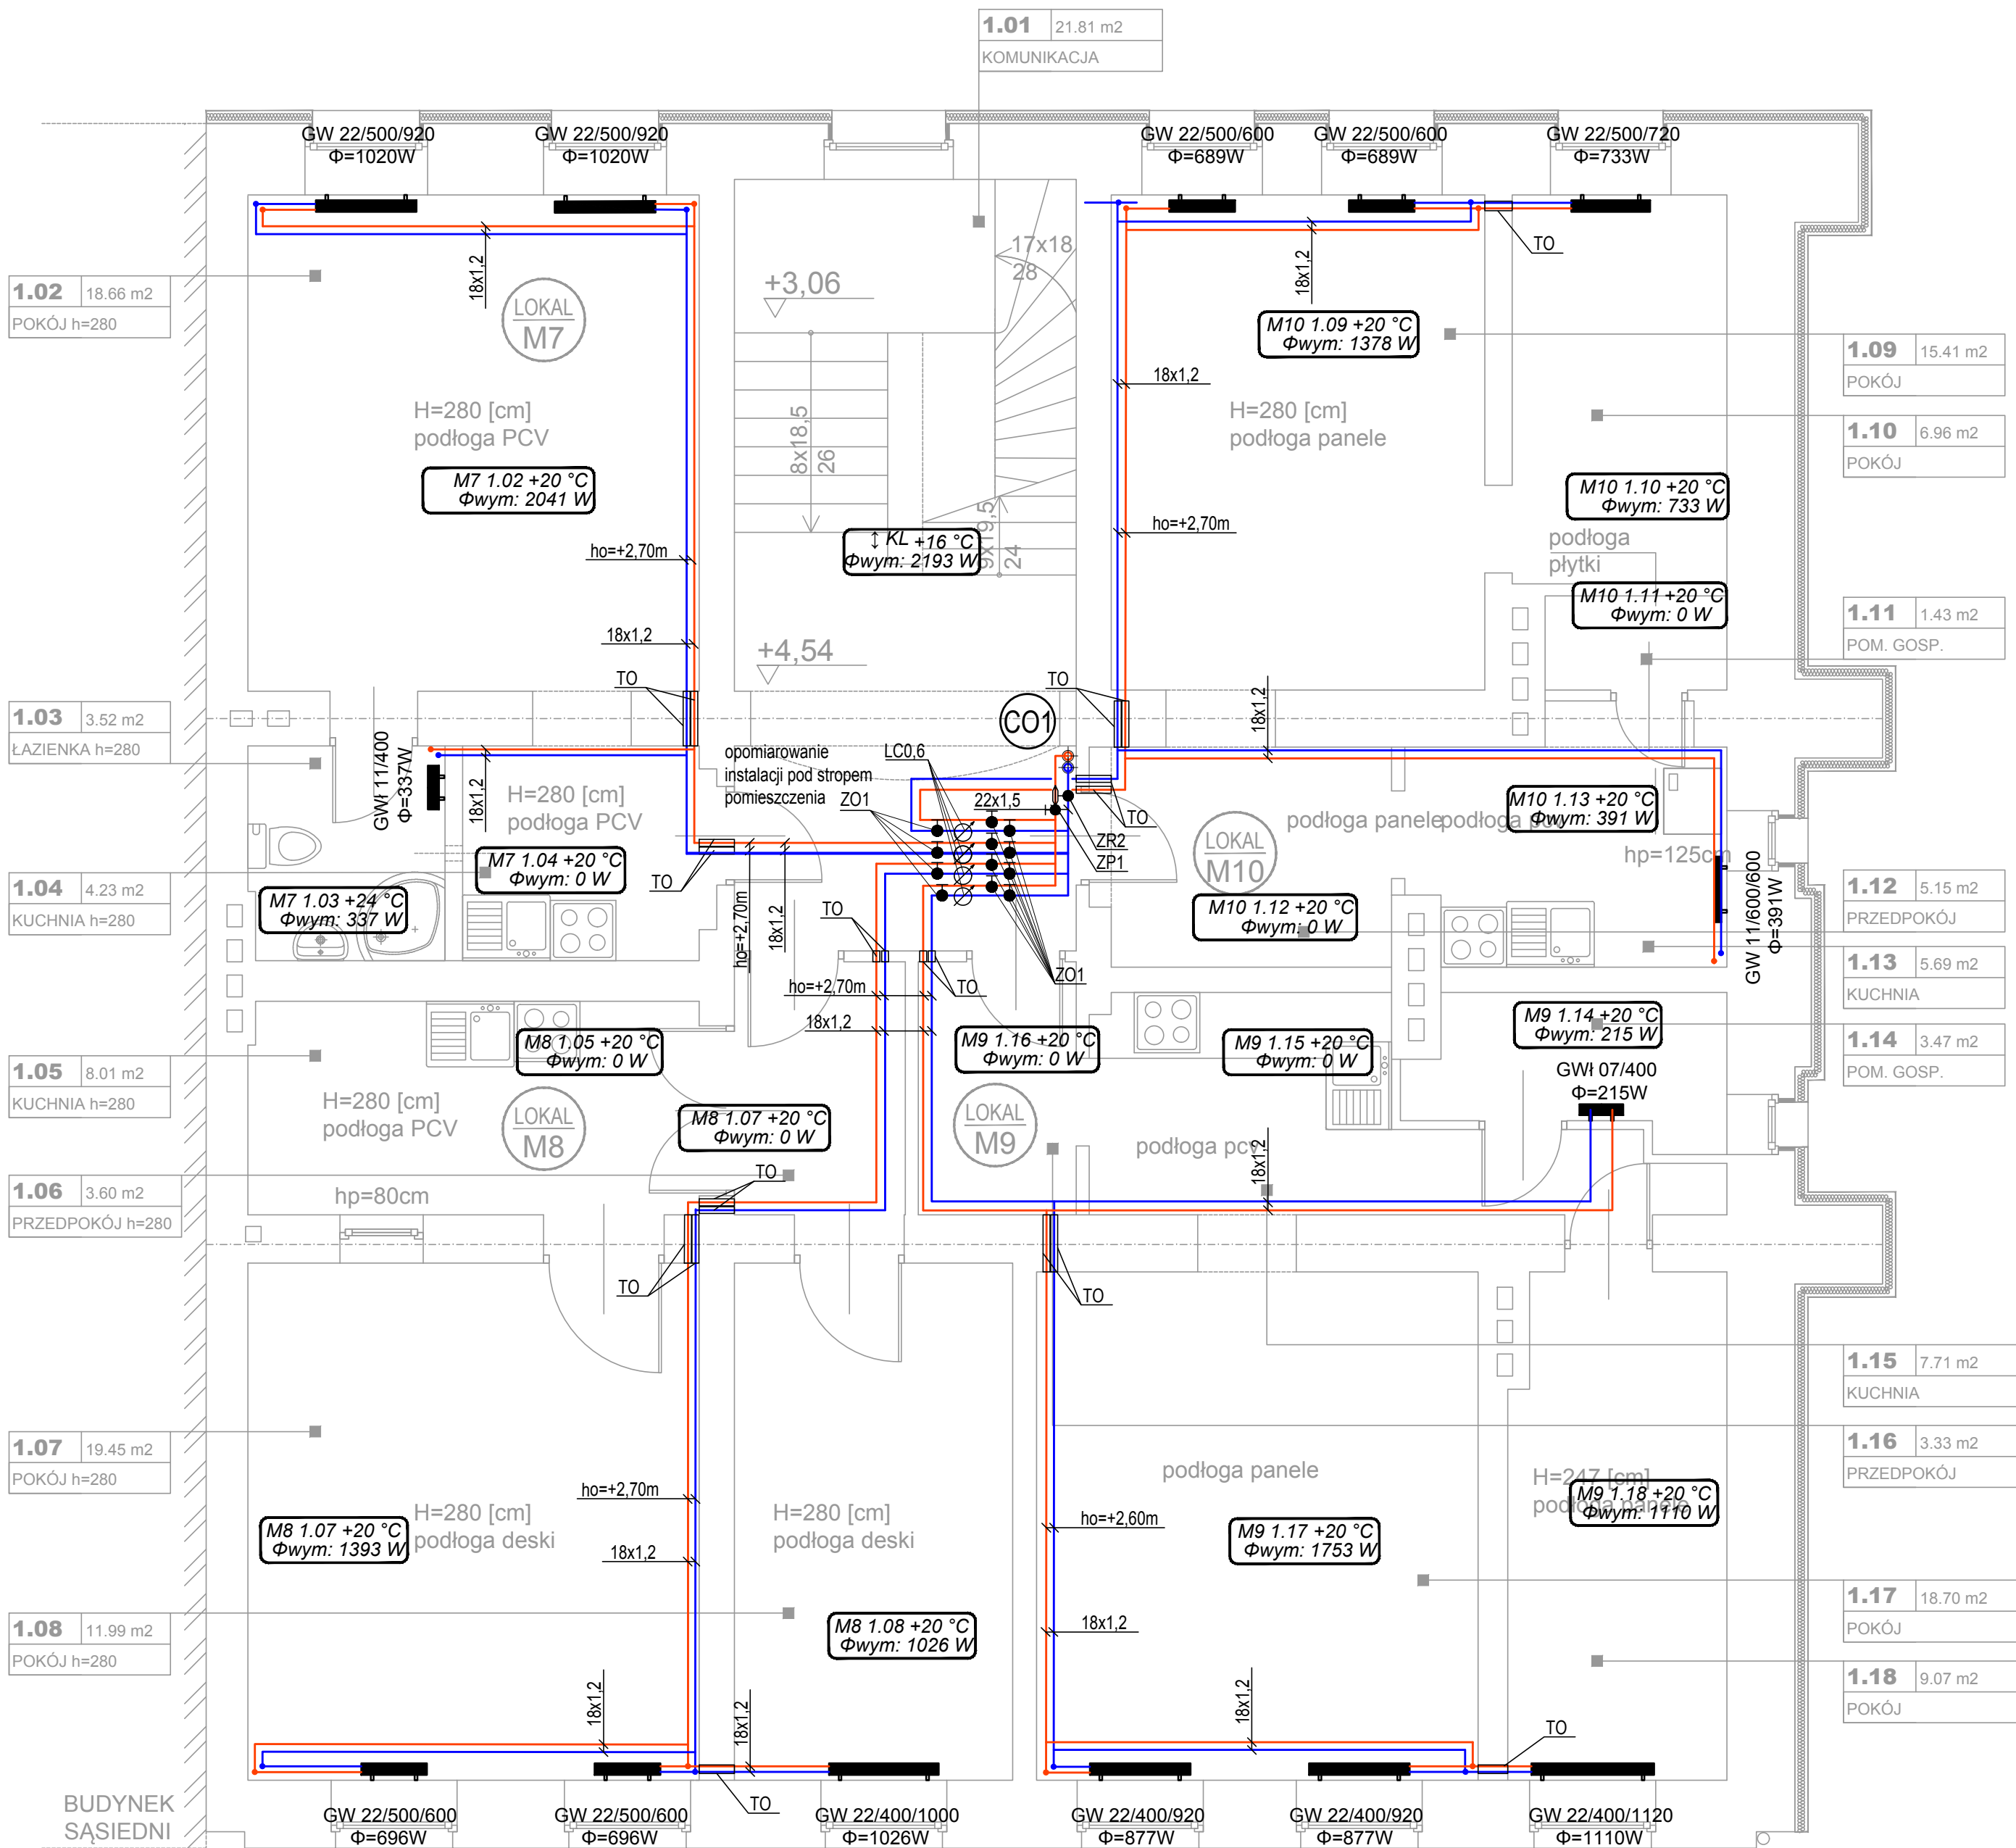 1.01 21.81 m2
KOMUNIKACJA
GW 22/500/920
Φ=1020W
GW 22/500/920
Φ=1020W
GW 22/500/600
Φ=689W
GW 22/500/600
Φ=689W
GW 22/500/720
Φ=733W
18x1,2
17x18
28
18x1,2
TO
1.02 18.66 m2
POKÓJ h=280
LOKAL
M7
+3,06
M10 1.09 +20 °C
Φwym: 1378 W
1.09 15.41 m2
POKÓJ
18x1,2
H=280 [cm]
podłoga PCV
8x18,5
26
H=280 [cm]
podłoga panele
1.10 6.96 m2
POKÓJ
M7 1.02 +20 °C
Φwym: 2041 W
M10 1.10 +20 °C
Φwym: 733 W
ho=+2,70m
↕ KL +16 °C
Φwym: 2193 W
9x19,5
24
ho=+2,70m
podłoga
płytki
M10 1.11 +20 °C
Φwym: 0 W
1.11 1.43 m2
POM. GOSP.
18x1,2
+4,54
TO
TO
CO1
18x1,2
1.03 3.52 m2
ŁAZIENKA h=280
GWł 11/400
Φ=337W
18x1,2
opomiarowanie
instalacji pod stropem
pomieszczenia
LC0,6
ZO1
22x1,5
TO
ZR2
ZP1
H=280 [cm]
podłoga PCV
LOKAL
M10
podłoga panele
M10 1.13 +20 °C
Φwym: 391 W
hp=125cm
GW 11/600/600
Φ=391W
1.04 4.23 m2
KUCHNIA h=280
M7 1.04 +20 °C
Φwym: 0 W
M7 1.03 +24 °C
Φwym: 337 W
TO
ho=+2,70m
18x1,2
TO
M10 1.12 +20 °C
Φwym: 0 W
1.12 5.15 m2
PRZEDPOKÓJ
ZO1
TO
ho=+2,70m
18x1,2
1.13 5.69 m2
KUCHNIA
1.05 8.01 m2
KUCHNIA h=280
M8 1.05 +20 °C
Φwym: 0 W
M9 1.16 +20 °C
Φwym: 0 W
M9 1.15 +20 °C
Φwym: 0 W
M9 1.14 +20 °C
Φwym: 215 W
1.14 3.47 m2
POM. GOSP.
GWł 07/400
Φ=215W
H=280 [cm]
podłoga PCV
LOKAL
M8
M8 1.07 +20 °C
Φwym: 0 W
LOKAL
M9
podłoga pcv
18x1,2
1.06 3.60 m2
PRZEDPOKÓJ h=280
hp=80cm
TO
TO
TO
1.15 7.71 m2
KUCHNIA
1.07 19.45 m2
POKÓJ h=280
1.16 3.33 m2
PRZEDPOKÓJ
ho=+2,70m
H=280 [cm]
podłoga deski
H=280 [cm]
podłoga deski
ho=+2,60m
podłoga panele
H=247 [cm]
podłoga panele
M9 1.18 +20 °C
Φwym: 1110 W
M8 1.07 +20 °C
Φwym: 1393 W
18x1,2
M9 1.17 +20 °C
Φwym: 1753 W
1.17 18.70 m2
POKÓJ
1.08 11.99 m2
POKÓJ h=280
M8 1.08 +20 °C
Φwym: 1026 W
18x1,2
1.18 9.07 m2
POKÓJ
18x1,2
18x1,2
18x1,2
TO
TO
BUDYNEK
SĄSIEDNI
GW 22/500/600
Φ=696W
GW 22/500/600
Φ=696W
GW 22/400/1000
Φ=1026W
GW 22/400/920
Φ=877W
GW 22/400/920
Φ=877W
GW 22/400/1120
Φ=1110W